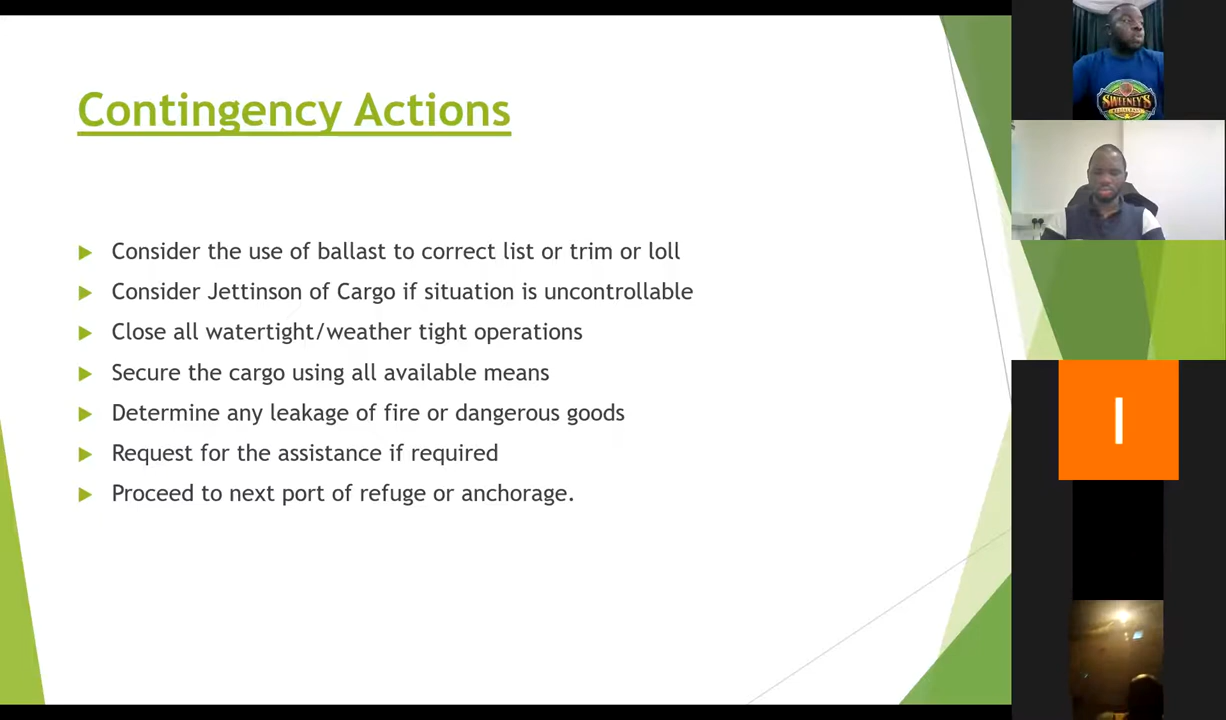 Contingency Actions
Consider the use of ballast to correct list or trim or loll
Consider Jettinson of Cargo if situation is uncontrollable
Close all watertight/weather tight operations
Secure the cargo using all available means
Determine any leakage of fire or dangerous goods
Request for the assistance if required
Proceed to next port of refuge or anchorage.
SWEENEY'S
I